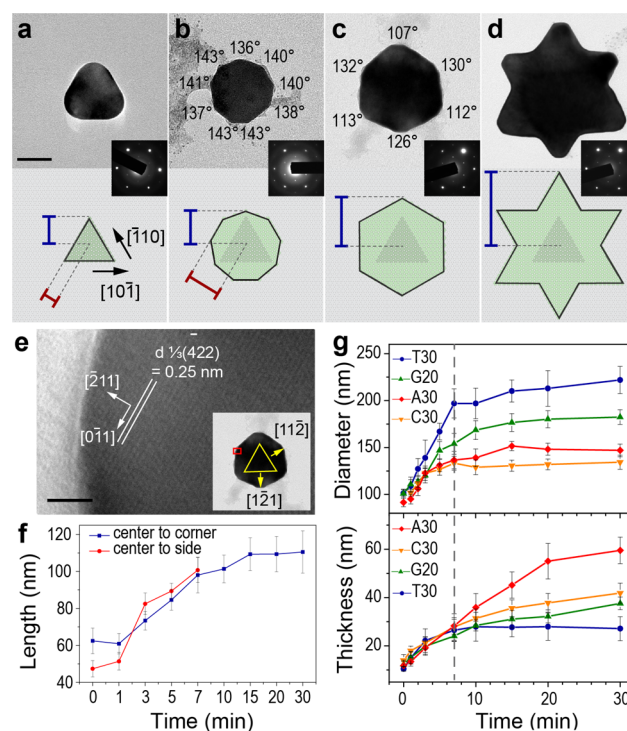 a
b
c
d
136°
143°
140°
141°
140°
137°
138°
143°
143°
107°
132°
130°
113°
112°
126°
[1̄10]
[101̄]
e
d ⅓(422)
= 0.25 nm
[2̄11]
[01̄1]
[112̄]
[12̄1]
f
center to corner
center to side
120
100
80
60
40
Length (nm)
0 1 3 5 7 10 15 20 30
Time (min)
g
T30
G20
A30
C30
250
200
150
100
Diameter (nm)
A30
C30
G20
T30
60
40
20
Thickness (nm)
0 5 10 15 20 25 30
Time (min)